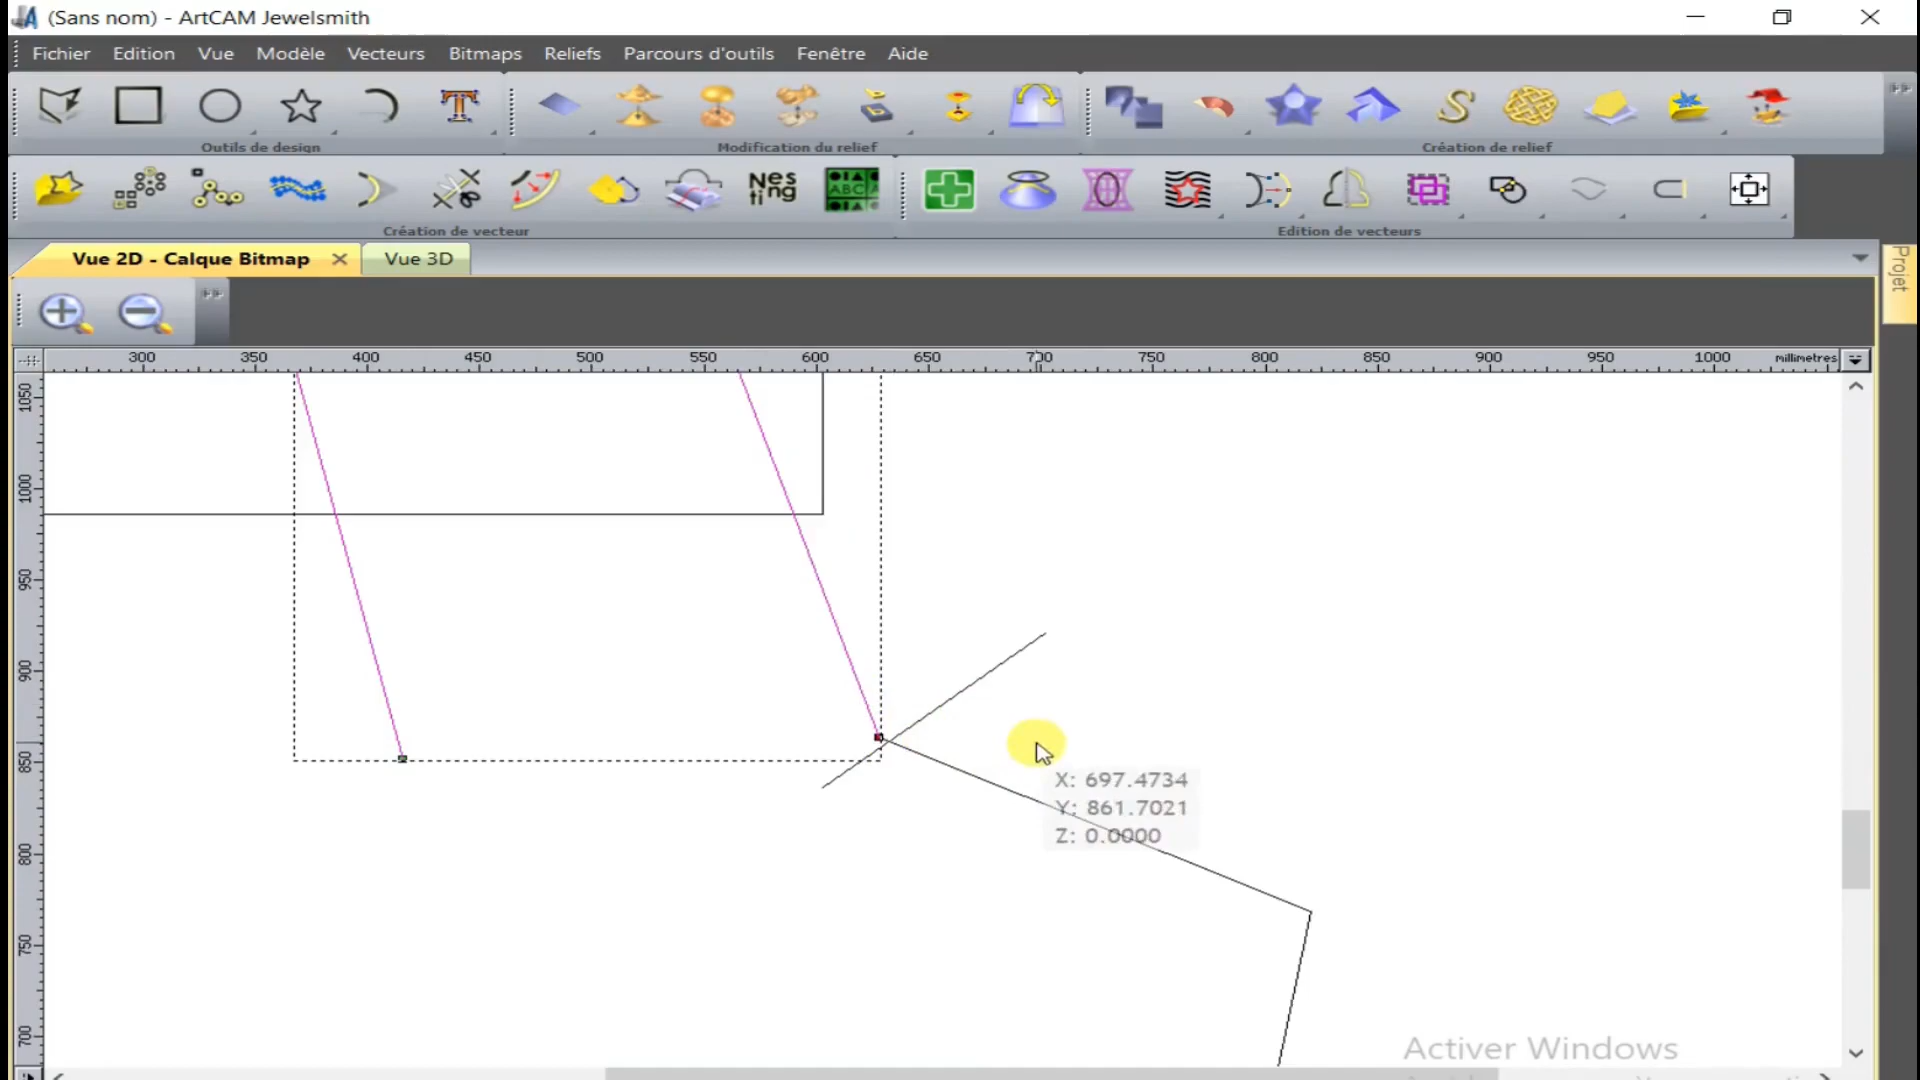 (Sans nom) - ArtCAM Jewelsmith
Fichier Edition Vue Modèle Vecteurs Bitmaps Reliefs Parcours d'outils Fenêtre Aide
Outils de design Modification du relief Création de relief
Nes ting ABC
Création de vecteur Edition de vecteurs
Vue 2D - Calque Bitmap Vue 3D
Projet
300 350 400 450 500 550 600 650 700 750 800 850 900 950 1000 millimetres
1050
1000
950
900
850
800
750
700
X: 697.4734
Y: 861.7021
Z: 0.0000
Activer Windows